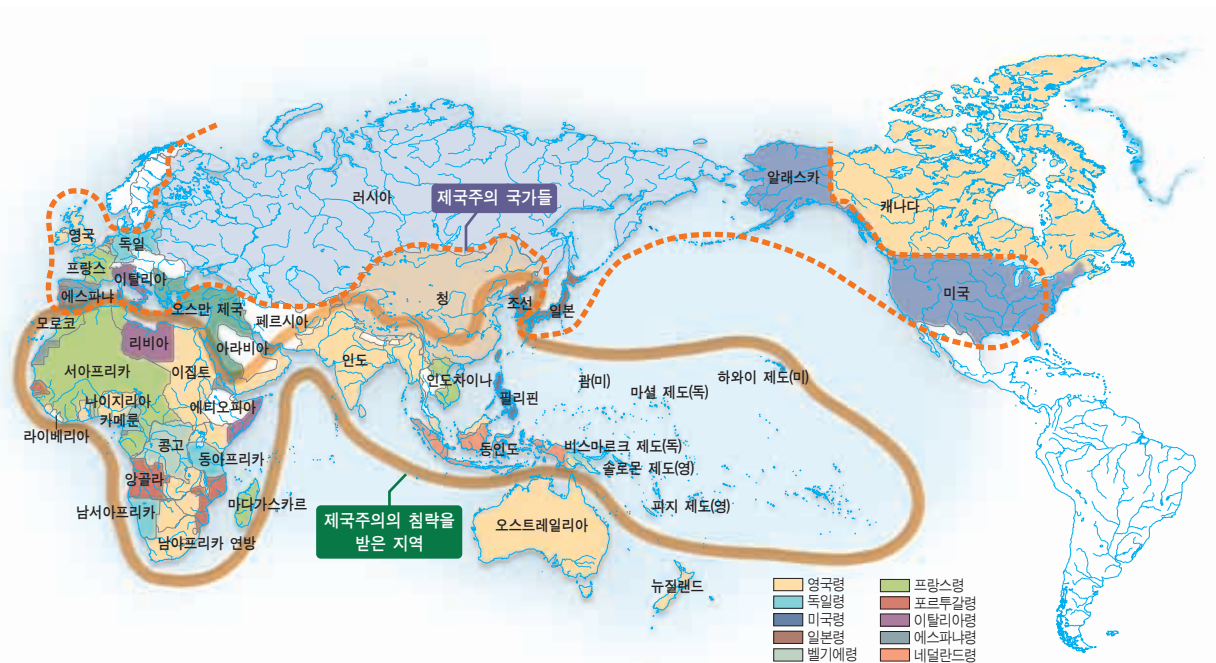 러시아
제국주의 국가들
알래스카
캐나다
영국
독일
프랑스
이탈리아
에스파냐
오스만 제국
청
조선
일본
미국
모로코
리비아
페르시아
아라비아
인도
서아프리카
이집트
인도차이나
괌(미)
하와이 제도(미)
마셜 제도(독)
필리핀
나이지리아
에티오피아
카메룬
라이베리아
콩고
동아프리카
동인도
비스마르크 제도(독)
솔로몬 제도(영)
앙골라
마다가스카르
피지 제도(영)
남서아프리카
제국주의의 침략을
받은 지역
오스트레일리아
남아프리카 연방
뉴질랜드
영국령
프랑스령
독일령
포르투갈령
미국령
이탈리아령
일본령
에스파냐령
벨기에령
네덜란드령